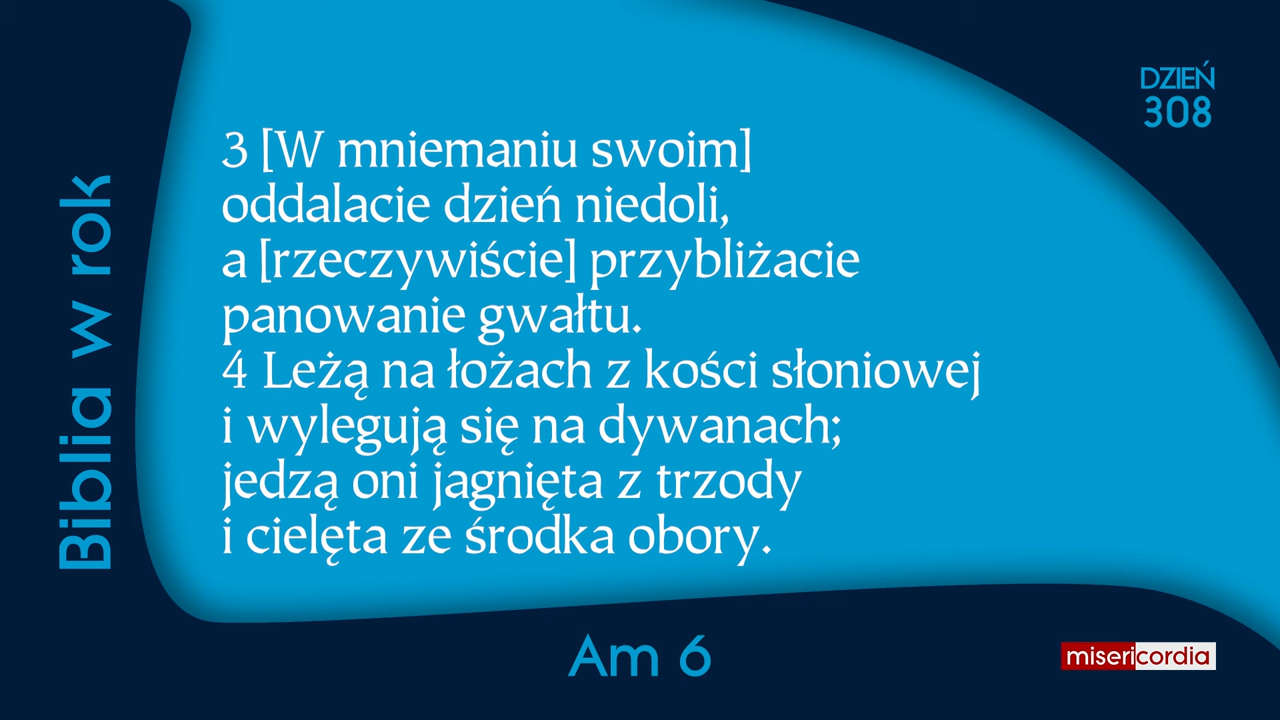 DZIEŃ
308
3 [W mniemaniu swoim]
oddalacie dzień niedoli,
a [rzeczywiście] przybliżacie
panowanie gwałtu.
4 Leżą na łożach z kości słoniowej
i wylegują się na dywanach;
jedzą oni jagnięta z trzody
i cielęta ze środka obory.
Biblia w rok
Am 6
misericordia